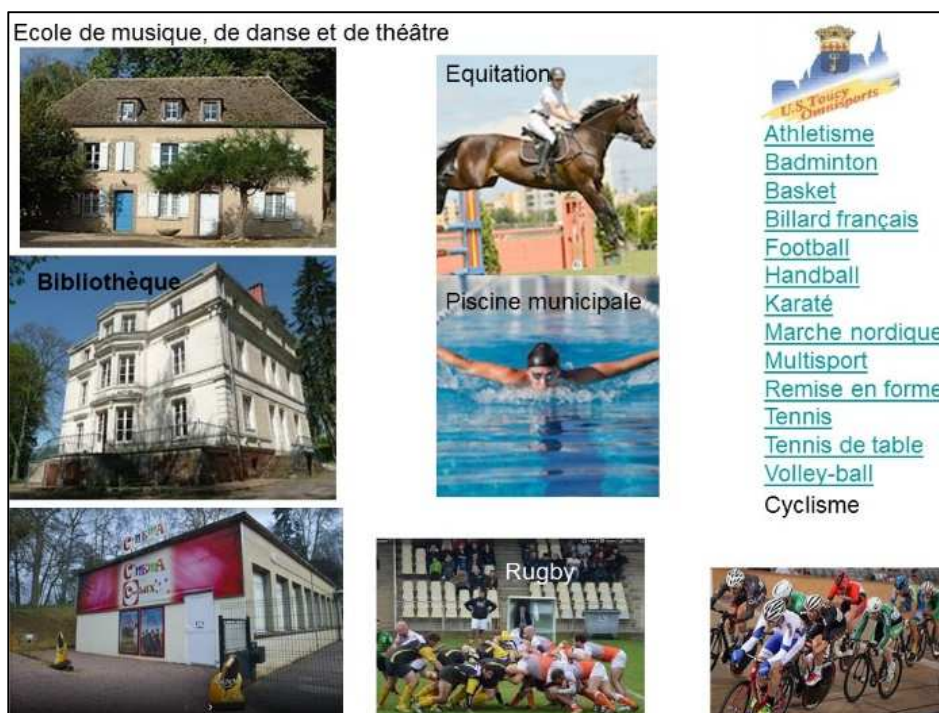 Ecole de musique, de danse et de théâtre
Equitation
Bibliothèque
Piscine municipale
U.S. Toucy
Omnisports
Athletisme
Badminton
Basket
Billard français
Football
Handball
Karaté
Marche nordique
Multisport
Remise en forme
Tennis
Tennis de table
Volley-ball
Cyclisme
CinémA
CinémA
Rugby